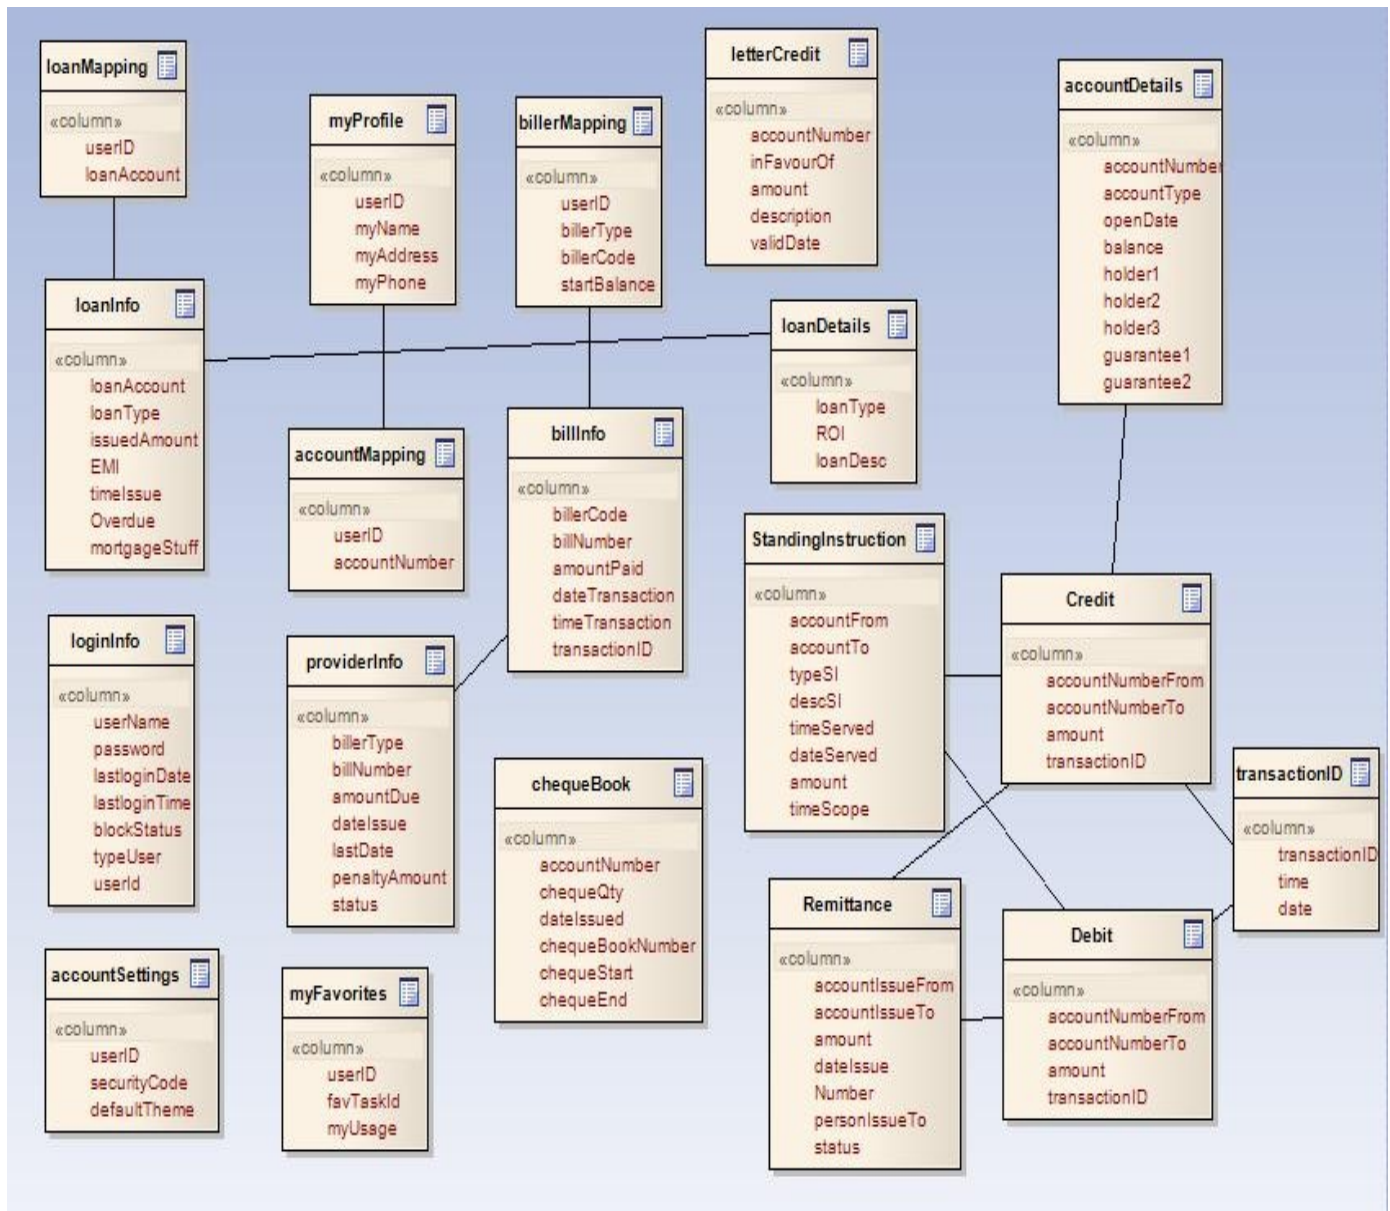 loanMapping
«column»
userID
loanAccount
myProfile
«column»
userID
myName
myAddress
myPhone
billerMapping
«column»
userID
billerType
billerCode
startBalance
letterCredit
«column»
accountNumber
inFavourOf
amount
description
validDate
accountDetails
«column»
accountNumber
accountType
openDate
balance
holder1
holder2
holder3
guarantee1
guarantee2
loanInfo
«column»
loanAccount
loanType
issuedAmount
EMI
timeIssue
Overdue
mortgageStuff
accountMapping
«column»
userID
accountNumber
billInfo
«column»
billerCode
billNumber
amountPaid
dateTransaction
timeTransaction
transactionID
loanDetails
«column»
loanType
ROI
loanDesc
StandingInstruction
«column»
accountFrom
accountTo
typeSI
descSI
timeServed
dateServed
amount
timeScope
Credit
«column»
accountNumberFrom
accountNumberTo
amount
transactionID
loginInfo
«column»
userName
password
lastloginDate
lastloginTime
blockStatus
typeUser
userId
providerInfo
«column»
billerType
billNumber
amountDue
dateIssue
lastDate
penaltyAmount
status
chequeBook
«column»
accountNumber
chequeQty
dateIssued
chequeBookNumber
chequeStart
chequeEnd
transactionID
«column»
transactionID
time
date
Remittance
«column»
accountIssueFrom
accountIssueTo
amount
dateIssue
Number
personIssueTo
status
Debit
«column»
accountNumberFrom
accountNumberTo
amount
transactionID
accountSettings
«column»
userID
securityCode
defaultTheme
myFavorites
«column»
userID
favTaskId
myUsage